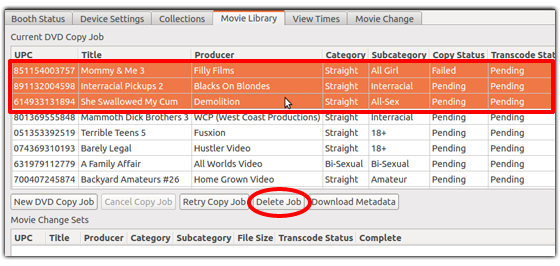 Booth Status Device Settings Collections Movie Library View Times Movie Change
Current DVD Copy Job
UPC Title Producer Category Subcategory Copy Status Transcode Stat
851154003757 Mommy & Me 3 Filly Films Straight All Girl Failed Pending
891132004598 Interracial Pickups 2 Blacks On Blondes Straight Interracial Pending Pending
614933131894 She Swallowed My Cum Demolition Straight All-Sex Pending Pending
801369555848 Mammoth Dick Brothers 3 WCP (West Coast Productions) Straight Interracial Pending Pending
051353392519 Terrible Teens 5 Fusxion Straight 18+ Pending Pending
074369310193 Barely Legal Hustler Video Straight 18+ Pending Pending
631979112779 A Family Affair All Worlds Video Bi-Sexual Bi-Sexual Pending Pending
700407245874 Backyard Amateurs #26 Home Grown Video Straight Amateur Pending Pending
New DVD Copy Job Cancel Copy Job Retry Copy Job Delete Job Download Metadata
Movie Change Sets
UPC Title Producer Category Subcategory File Size Transcode Status Complete